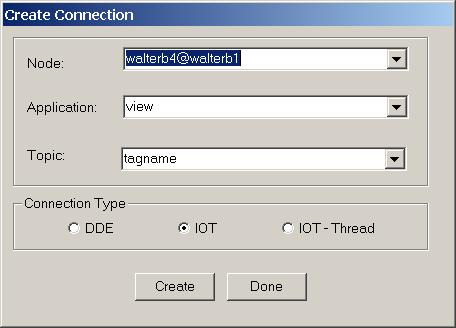 Create Connection
Node: walterb4@walterb1
Application: view
Topic: tagname
Connection Type
DDE IOT IOT - Thread
Create Done